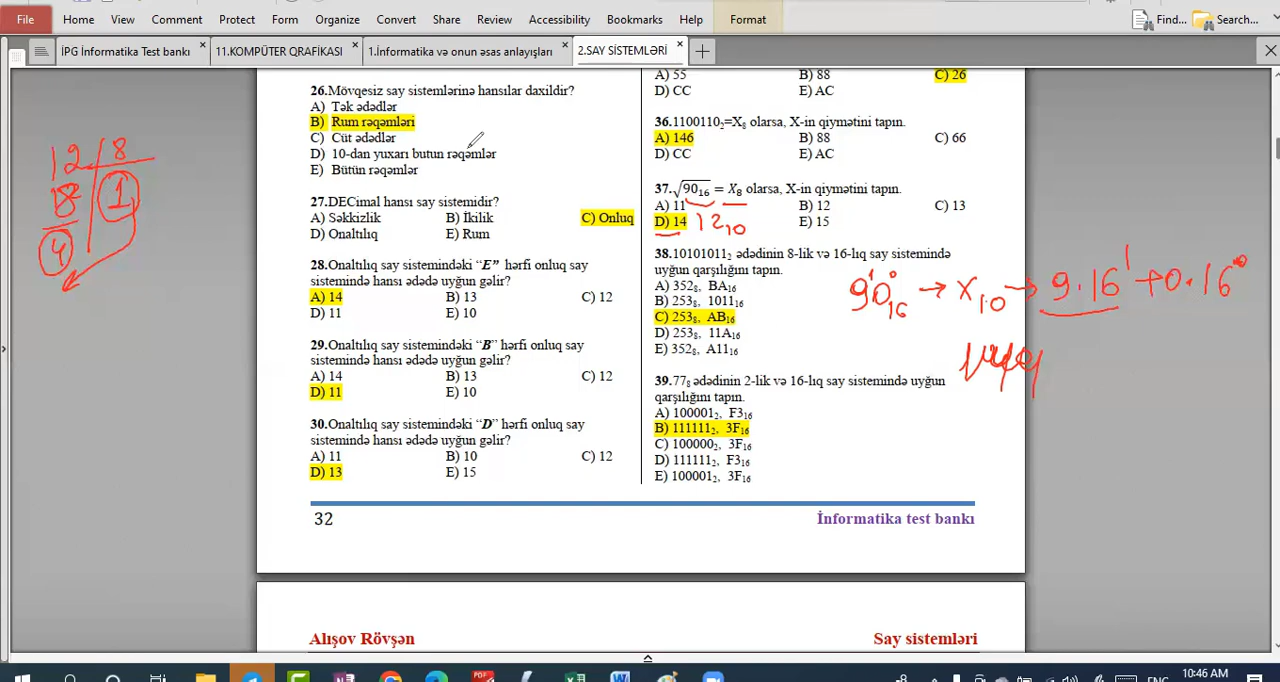 File Home View Comment Protect Form Organize Convert Share Review Accessibility Bookmarks Help Format Find... Search...
İPG İnformatika Test bankı × 11.KOMPÜTER QRAFİKASI × 1.İnformatika və onun əsas anlayışları × 2.SAY SİSTEMLƏRİ ×
26.Mövqesiz say sistemlərinə hansılar daxildir?
A) Tək ədədlər
B) Rum rəqəmləri
C) Cüt ədədlər
D) 10-dan yuxarı butun rəqəmlər
E) Bütün rəqəmlər
27.DECimal hansı say sistemidir?
A) Səkkizlik B) İkilik C) Onluq
D) Onaltılıq E) Rum
28.Onaltılıq say sistemindəki “E” hərfi onluq say
sistemində hansı ədədə uyğun gəlir?
A) 14 B) 13 C) 12
D) 11 E) 10
29.Onaltılıq say sistemindəki “B” hərfi onluq say
sistemində hansı ədədə uyğun gəlir?
A) 14 B) 13 C) 12
D) 11 E) 10
30.Onaltılıq say sistemindəki “D” hərfi onluq say
sistemində hansı ədədə uyğun gəlir?
A) 11 B) 10 C) 12
D) 13 E) 15
A) 55 B) 88 C) 26
D) CC E) AC
36.1100110₂=X₈ olarsa, X-in qiymətini tapın.
A) 146 B) 88 C) 66
D) CC E) AC
37.√90₁₆ = X₈ olarsa, X-in qiymətini tapın.
A) 11 B) 12 C) 13
D) 14 12₁₀ E) 15
38.10101011₂ ədədinin 8-lik və 16-lıq say sistemində
uyğun qarşılığını tapın.
A) 352₈, BA₁₆
B) 253₈, 1011₁₆
C) 253₈, AB₁₆
D) 253₈, 11A₁₆
E) 352₈, A11₁₆
39.77₈ ədədinin 2-lik və 16-lıq say sistemində uyğun
qarşılığını tapın.
A) 100001₂, F3₁₆
B) 111111₂, 3F₁₆
C) 100000₂, 3F₁₆
D) 111111₂, F3₁₆
E) 100001₂, 3F₁₆
12 8
8 1
4
9¹0⁰₁₆ → X₁₀ → 9·16¹+0·16⁰
32 İnformatika test bankı
Alışov Rövşən Say sistemləri
10:46 AM
ENG